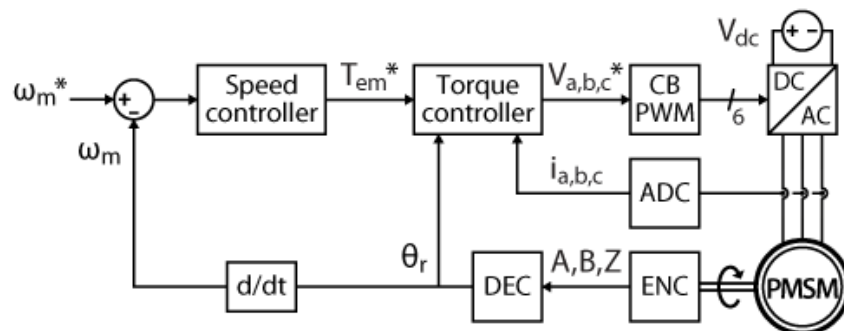 V_dc
+ -
ω_m*
+
-
Speed
controller
T_em*
Torque
controller
V_a,b,c*
CB
PWM
6
DC
AC
ω_m
i_a,b,c
ADC
θ_r
d/dt
DEC
A,B,Z
ENC
PMSM